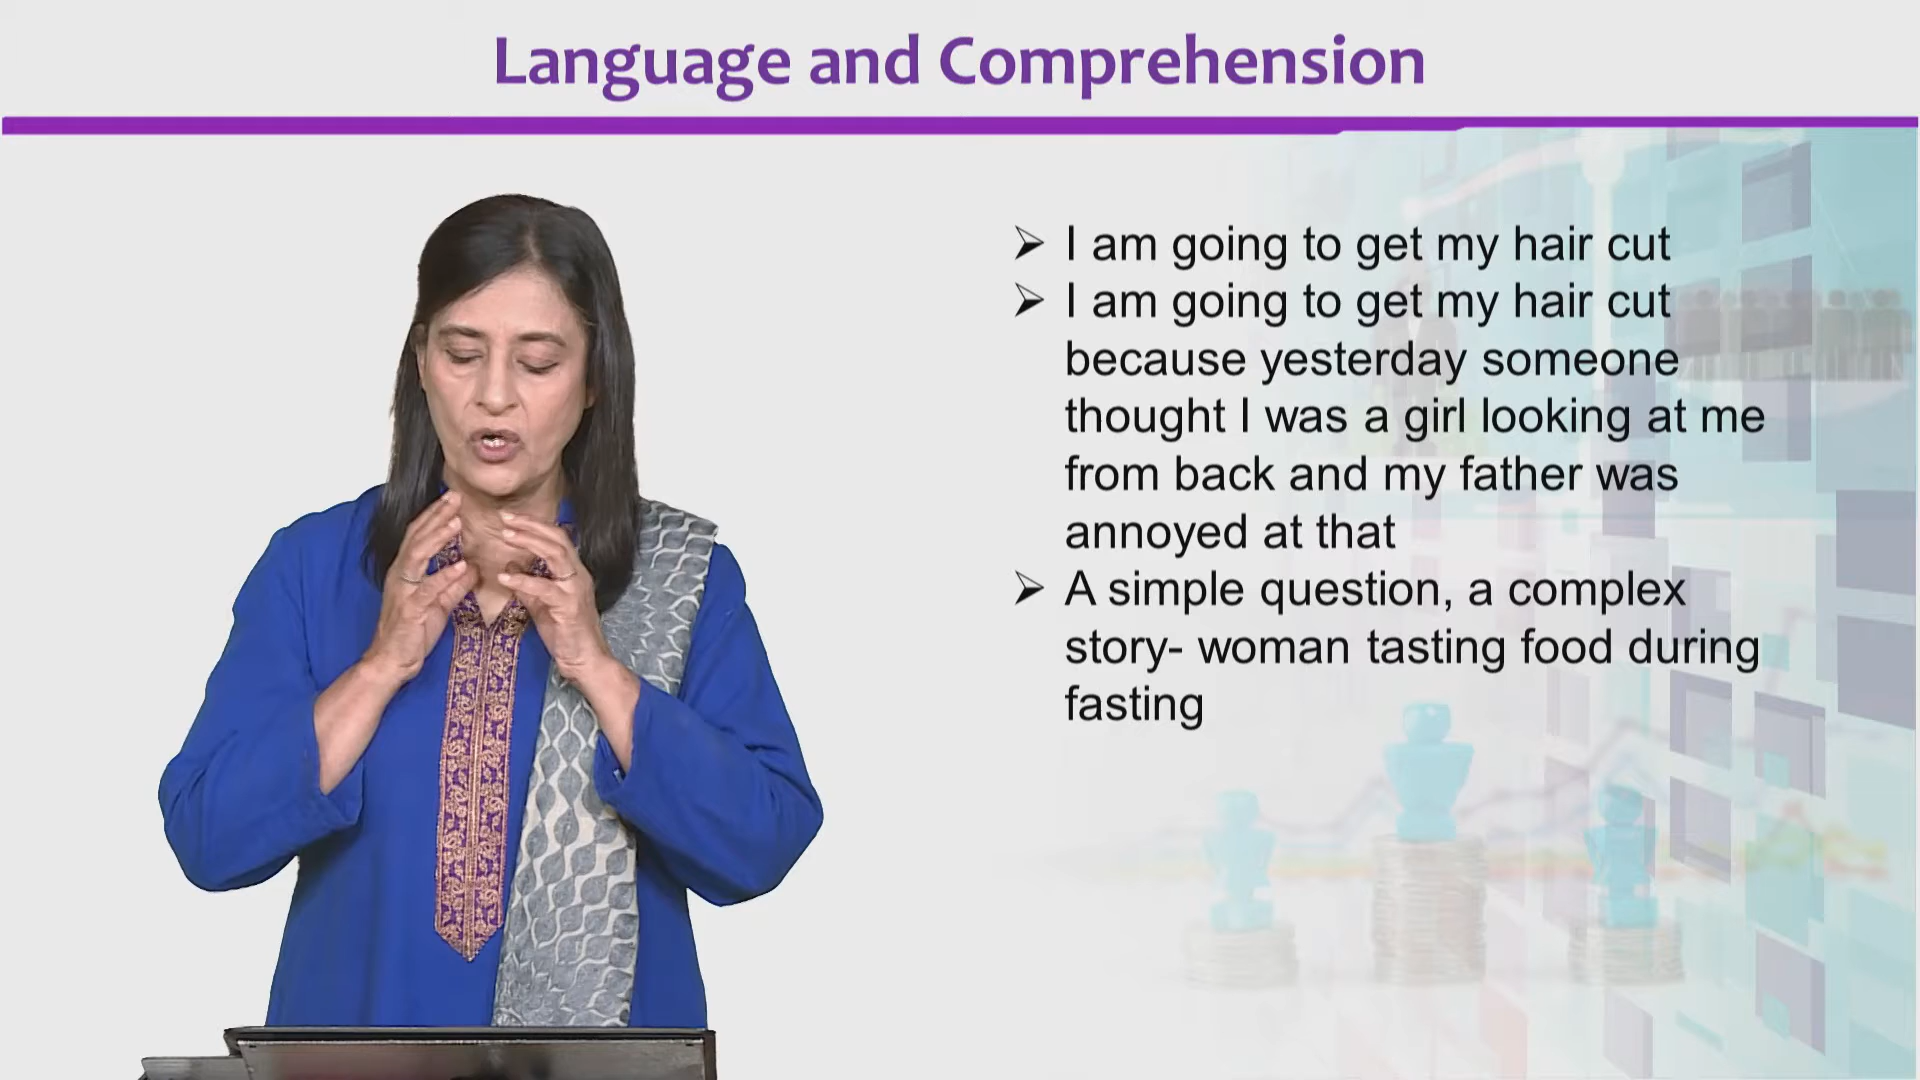 Language and Comprehension
➢ I am going to get my hair cut
➢ I am going to get my hair cut
because yesterday someone
thought I was a girl looking at me
from back and my father was
annoyed at that
➢ A simple question, a complex
story- woman tasting food during
fasting